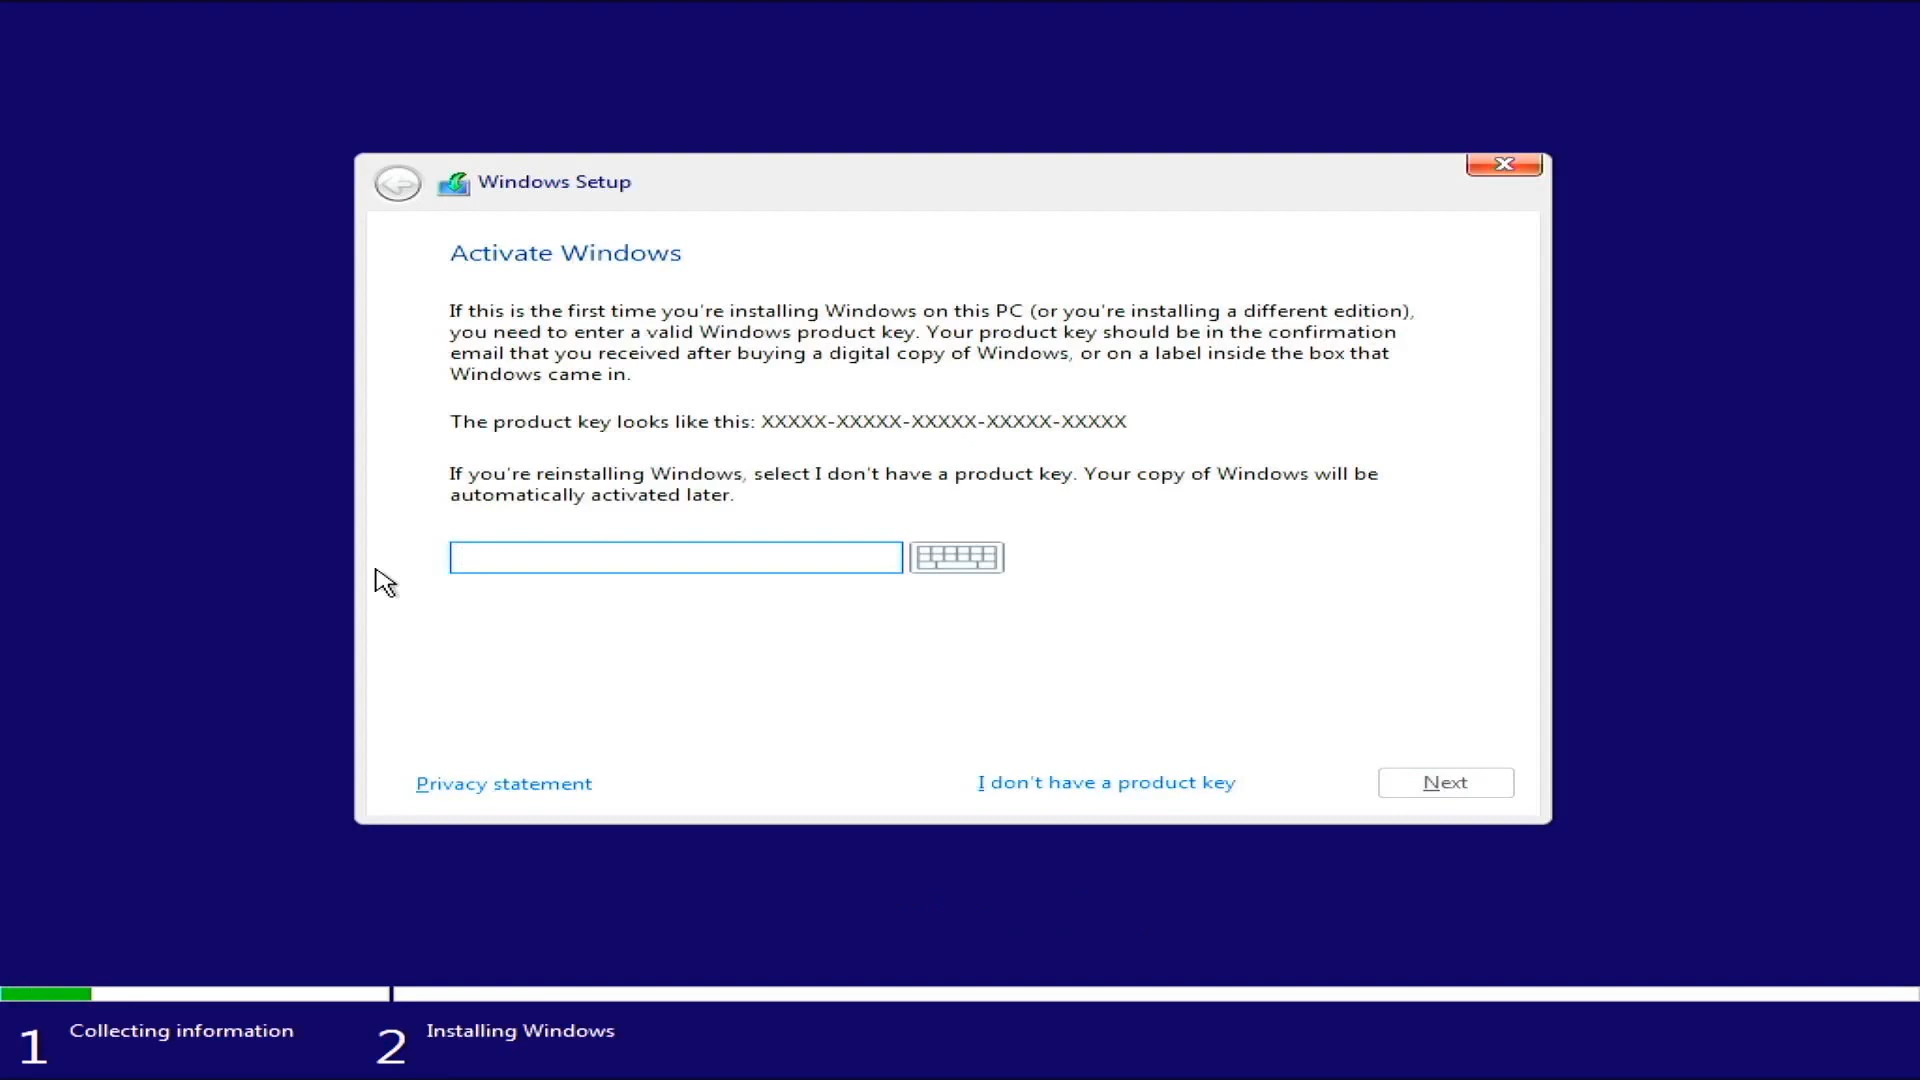 Windows Setup
Activate Windows
If this is the first time you're installing Windows on this PC (or you're installing a different edition),
you need to enter a valid Windows product key. Your product key should be in the confirmation
email that you received after buying a digital copy of Windows, or on a label inside the box that
Windows came in.
The product key looks like this: XXXXX-XXXXX-XXXXX-XXXXX-XXXXX
If you're reinstalling Windows, select I don't have a product key. Your copy of Windows will be
automatically activated later.
Privacy statement
I don't have a product key
Next
1 Collecting information
2 Installing Windows